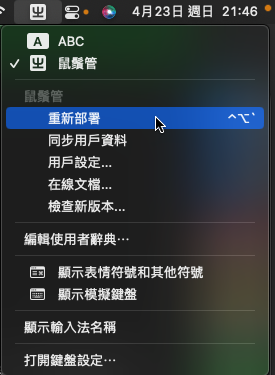 4月23日 週日 21:46
A ABC
✓ 鼠鬚管
鼠鬚管
重新部署 ^⌥`
同步用戶資料
用戶設定...
在線文檔...
檢查新版本...
編輯使用者辭典⋯
顯示表情符號和其他符號
顯示模擬鍵盤
顯示輸入法名稱
打開鍵盤設定⋯